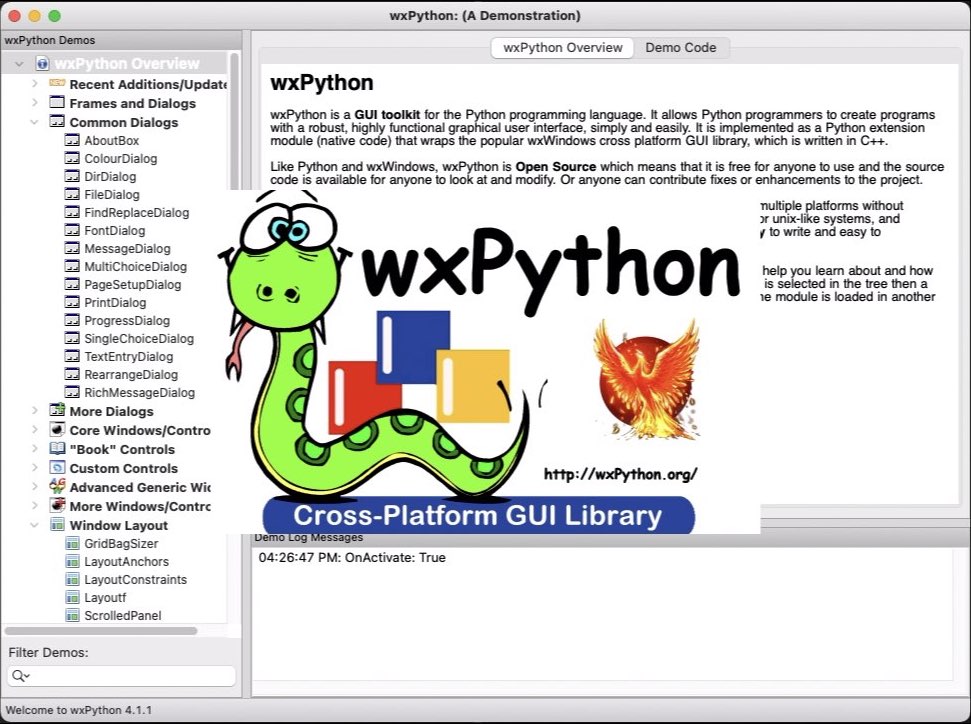 wxPython: (A Demonstration)
wxPython Demos
wxPython Overview
Recent Additions/Update
Frames and Dialogs
Common Dialogs
AboutBox
ColourDialog
DirDialog
FileDialog
FindReplaceDialog
FontDialog
MessageDialog
MultiChoiceDialog
PageSetupDialog
PrintDialog
ProgressDialog
SingleChoiceDialog
TextEntryDialog
RearrangeDialog
RichMessageDialog
More Dialogs
Core Windows/Contro
"Book" Controls
Custom Controls
Advanced Generic Wi
More Windows/Contro
Window Layout
GridBagSizer
LayoutAnchors
LayoutConstraints
Layoutf
ScrolledPanel
Filter Demos:
Welcome to wxPython 4.1.1
wxPython Overview
Demo Code
wxPython
wxPython is a GUI toolkit for the Python programming language. It allows Python programmers to create programs
with a robust, highly functional graphical user interface, simply and easily. It is implemented as a Python extension
module (native code) that wraps the popular wxWindows cross platform GUI library, which is written in C++.
Like Python and wxWindows, wxPython is Open Source which means that it is free for anyone to use and the source
code is available for anyone to look at and modify. Or anyone can contribute fixes or enhancements to the project.
multiple platforms without
or unix-like systems, and
y to write and easy to
help you learn about and how
is selected in the tree then a
module is loaded in another
wxPython
http://wxPython.org/
Cross-Platform GUI Library
Demo Log Messages
04:26:47 PM: OnActivate: True